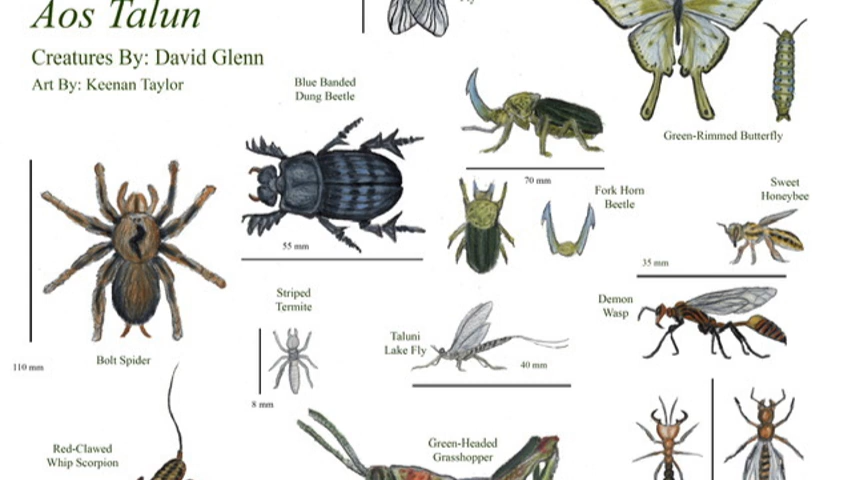 Aos Talun
Creatures By: David Glenn
Art By: Keenan Taylor
Blue Banded
Dung Beetle
Green-Rimmed Butterfly
70 mm
Fork Horn
Beetle
Sweet
Honeybee
55 mm
35 mm
Striped
Termite
Demon
Wasp
Taluni
Lake Fly
40 mm
Bolt Spider
110 mm
8 mm
Red-Clawed
Whip Scorpion
Green-Headed
Grasshopper